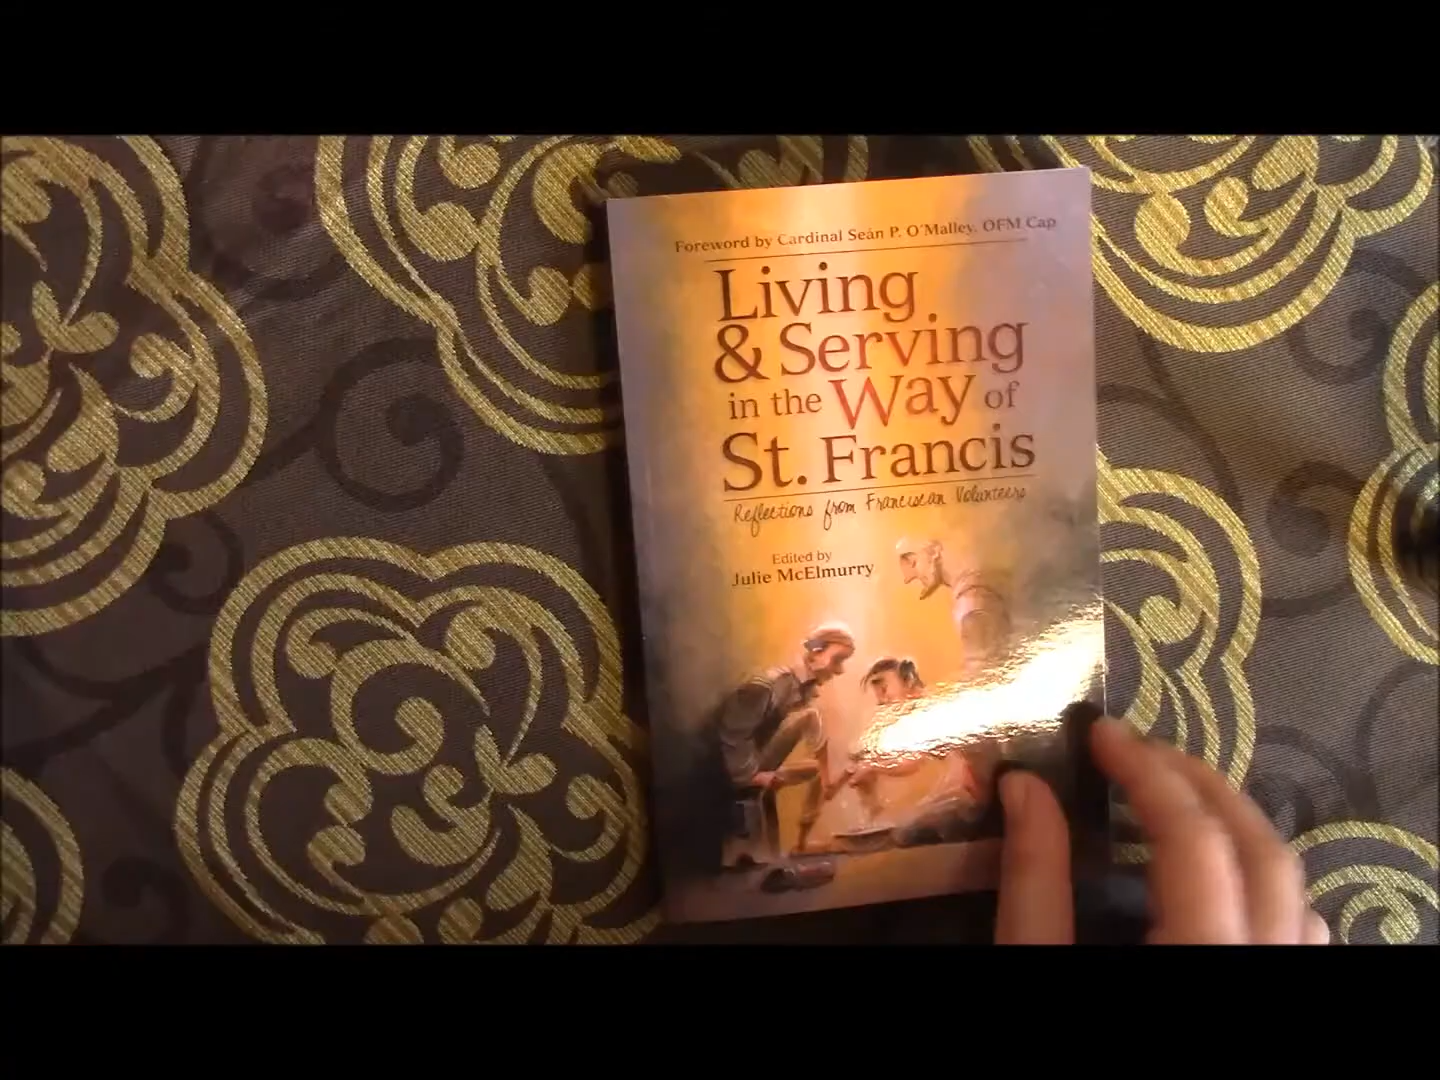 Foreword by Cardinal Seán P. O'Malley, OFM Cap
Living
& Serving
in the Way of
St. Francis
Reflections from Franciscan Volunteers
Edited by
Julie McElmurry